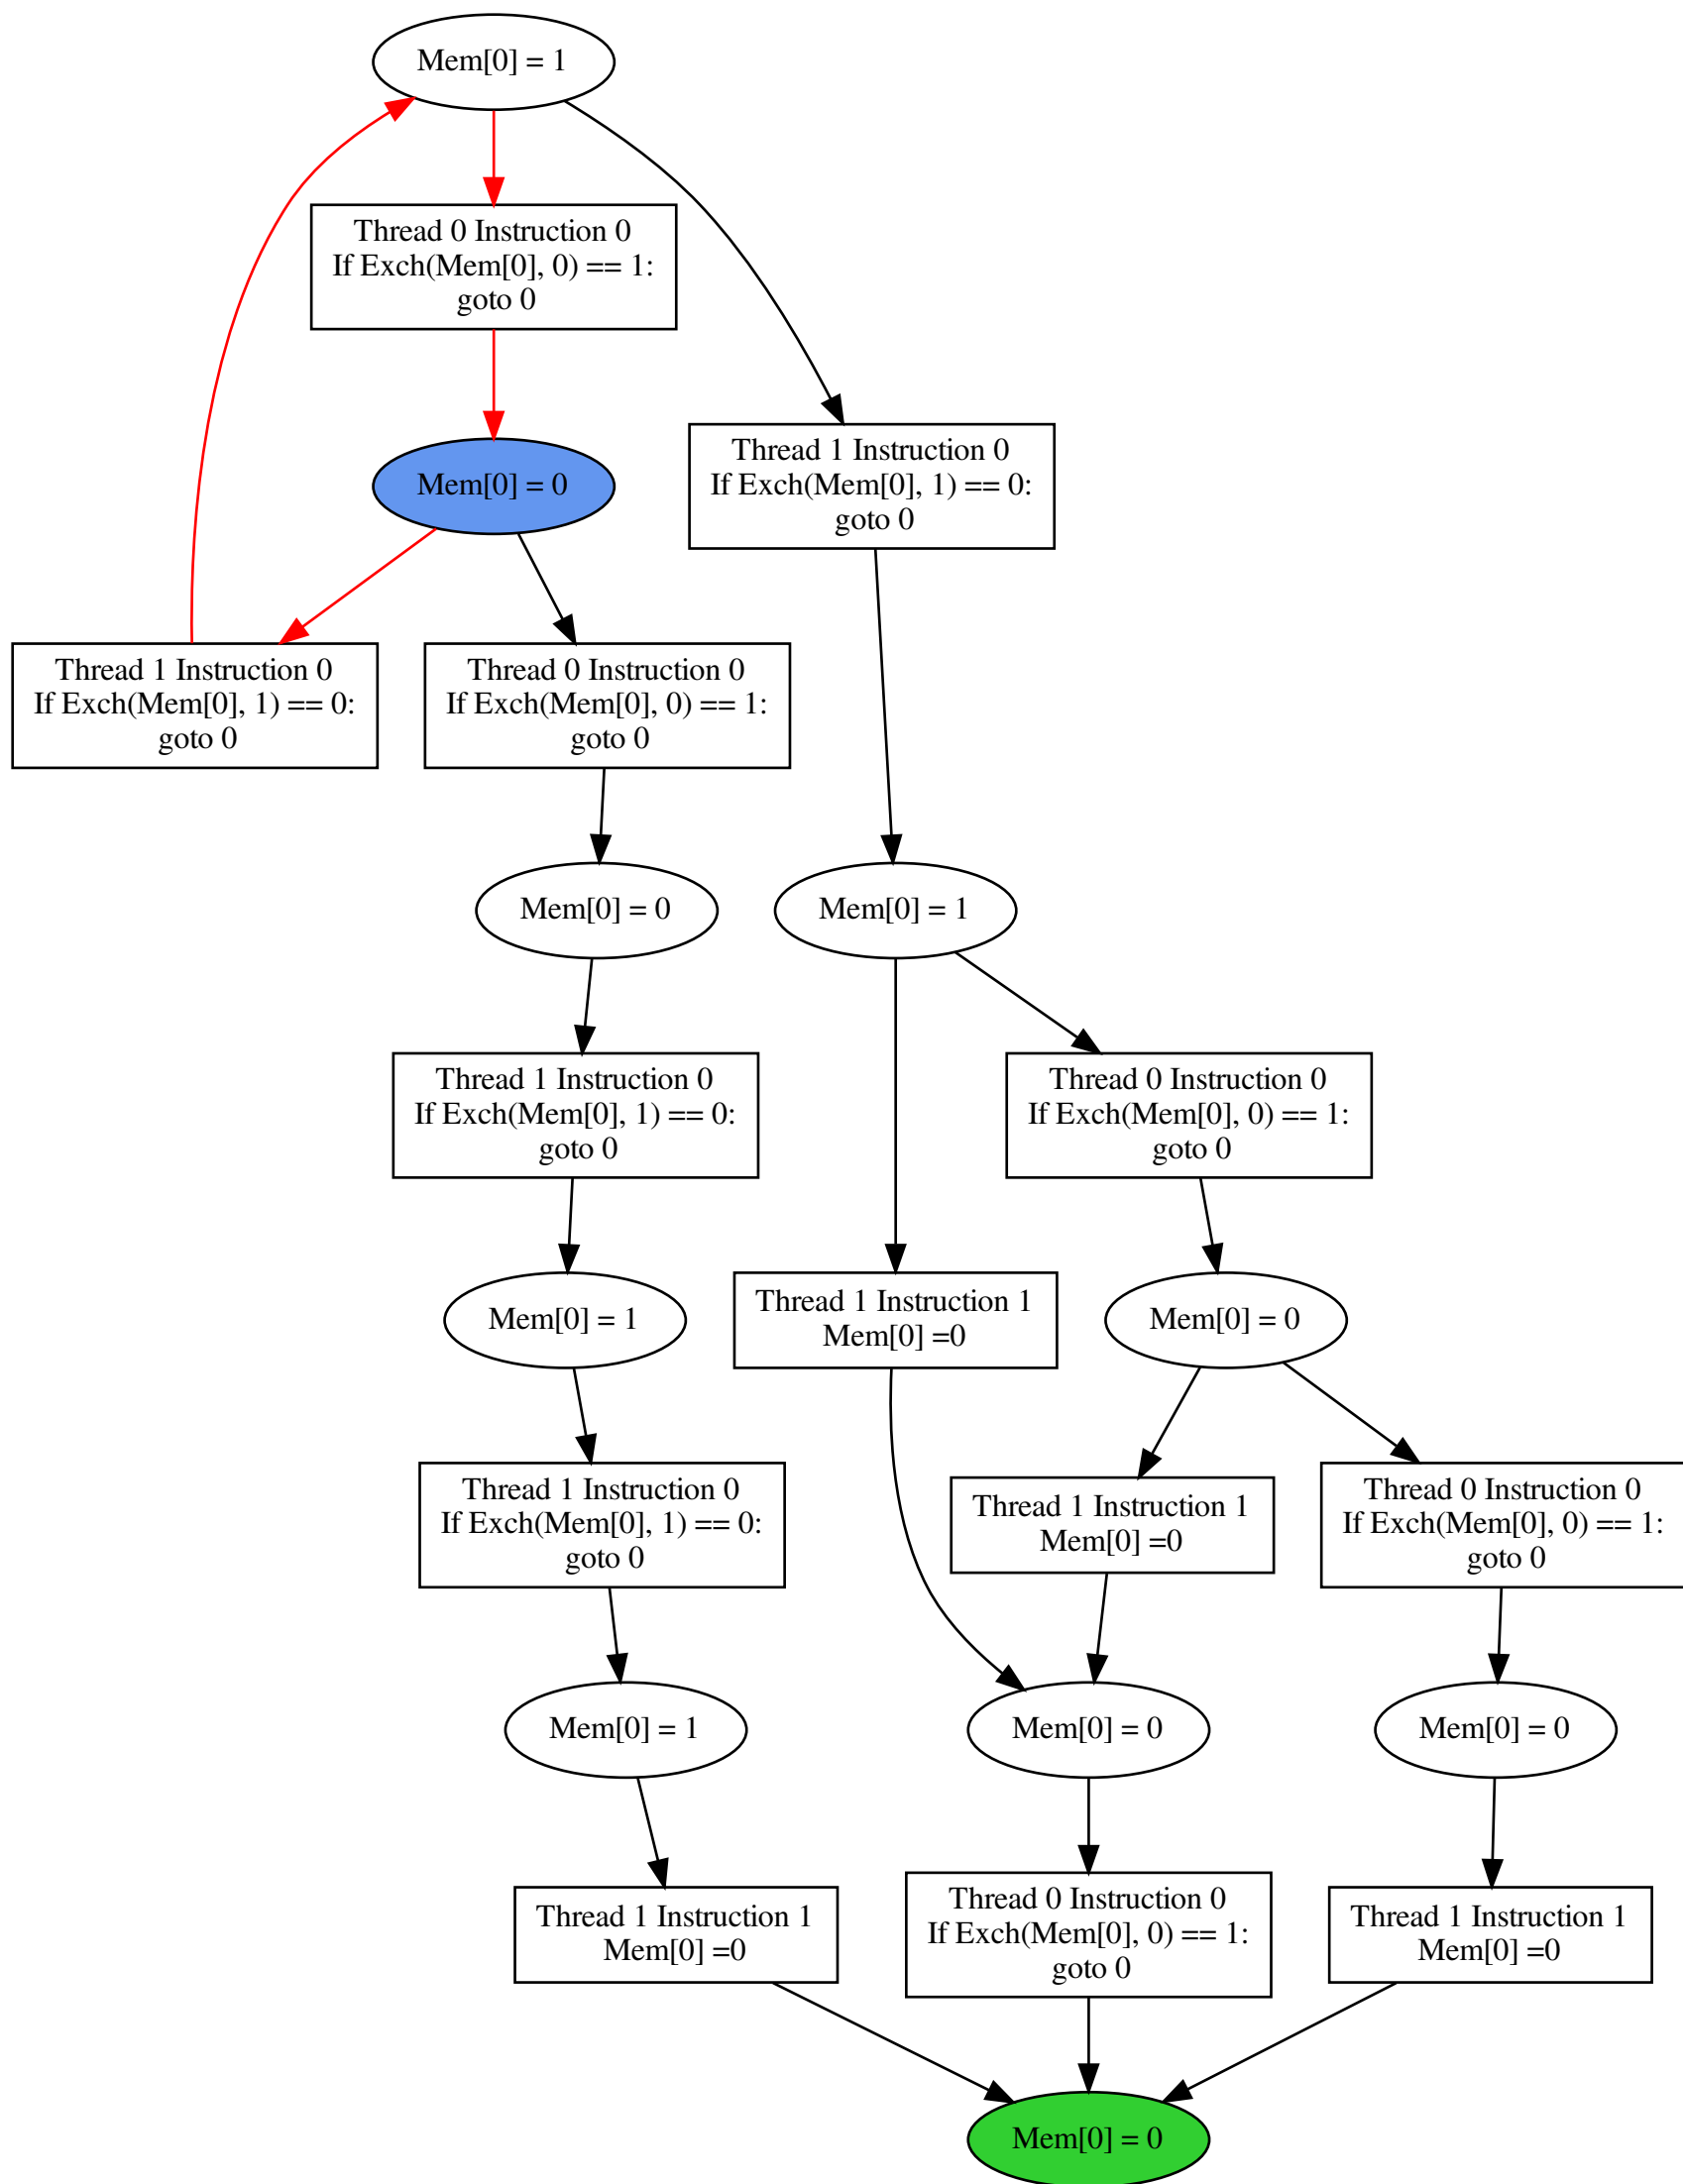 Mem[0] = 1
Thread 0 Instruction 0
If Exch(Mem[0], 0) == 1:
goto 0
Thread 1 Instruction 0
If Exch(Mem[0], 1) == 0:
goto 0
Mem[0] = 0
Thread 1 Instruction 0
If Exch(Mem[0], 1) == 0:
goto 0
Thread 0 Instruction 0
If Exch(Mem[0], 0) == 1:
goto 0
Mem[0] = 0
Mem[0] = 1
Thread 1 Instruction 0
If Exch(Mem[0], 1) == 0:
goto 0
Thread 0 Instruction 0
If Exch(Mem[0], 0) == 1:
goto 0
Mem[0] = 1
Thread 1 Instruction 1
Mem[0] =0
Mem[0] = 0
Thread 1 Instruction 0
If Exch(Mem[0], 1) == 0:
goto 0
Thread 1 Instruction 1
Mem[0] =0
Thread 0 Instruction 0
If Exch(Mem[0], 0) == 1:
goto 0
Mem[0] = 1
Mem[0] = 0
Mem[0] = 0
Thread 1 Instruction 1
Mem[0] =0
Thread 0 Instruction 0
If Exch(Mem[0], 0) == 1:
goto 0
Thread 1 Instruction 1
Mem[0] =0
Mem[0] = 0